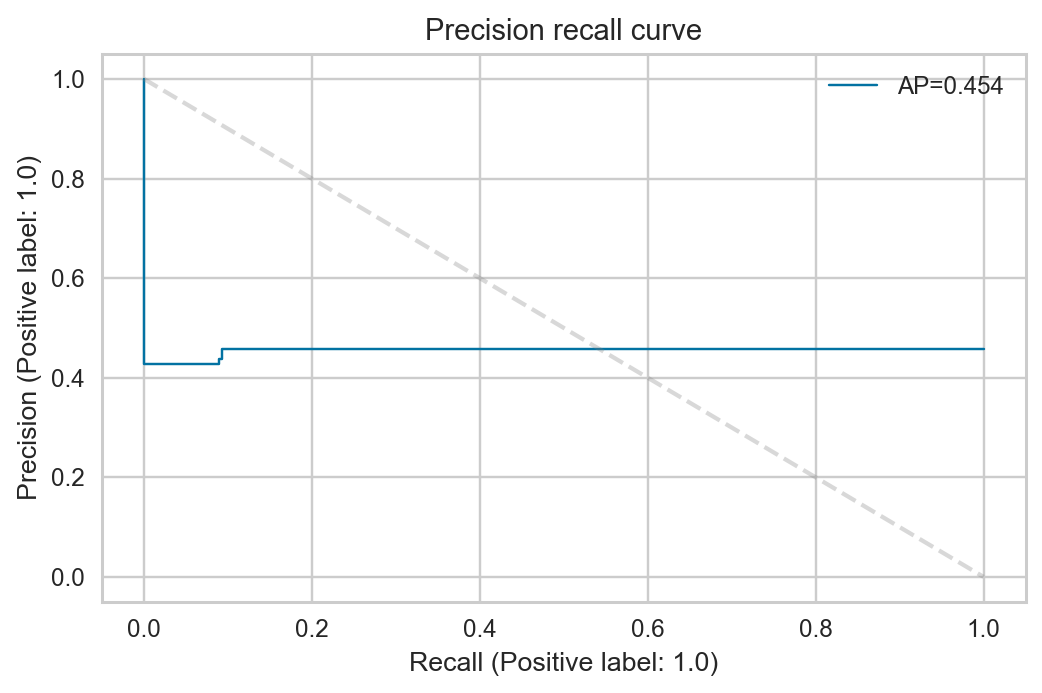 Precision recall curve
AP=0.454
Precision (Positive label: 1.0)
1.0
0.8
0.6
0.4
0.2
0.0
0.0 0.2 0.4 0.6 0.8 1.0
Recall (Positive label: 1.0)